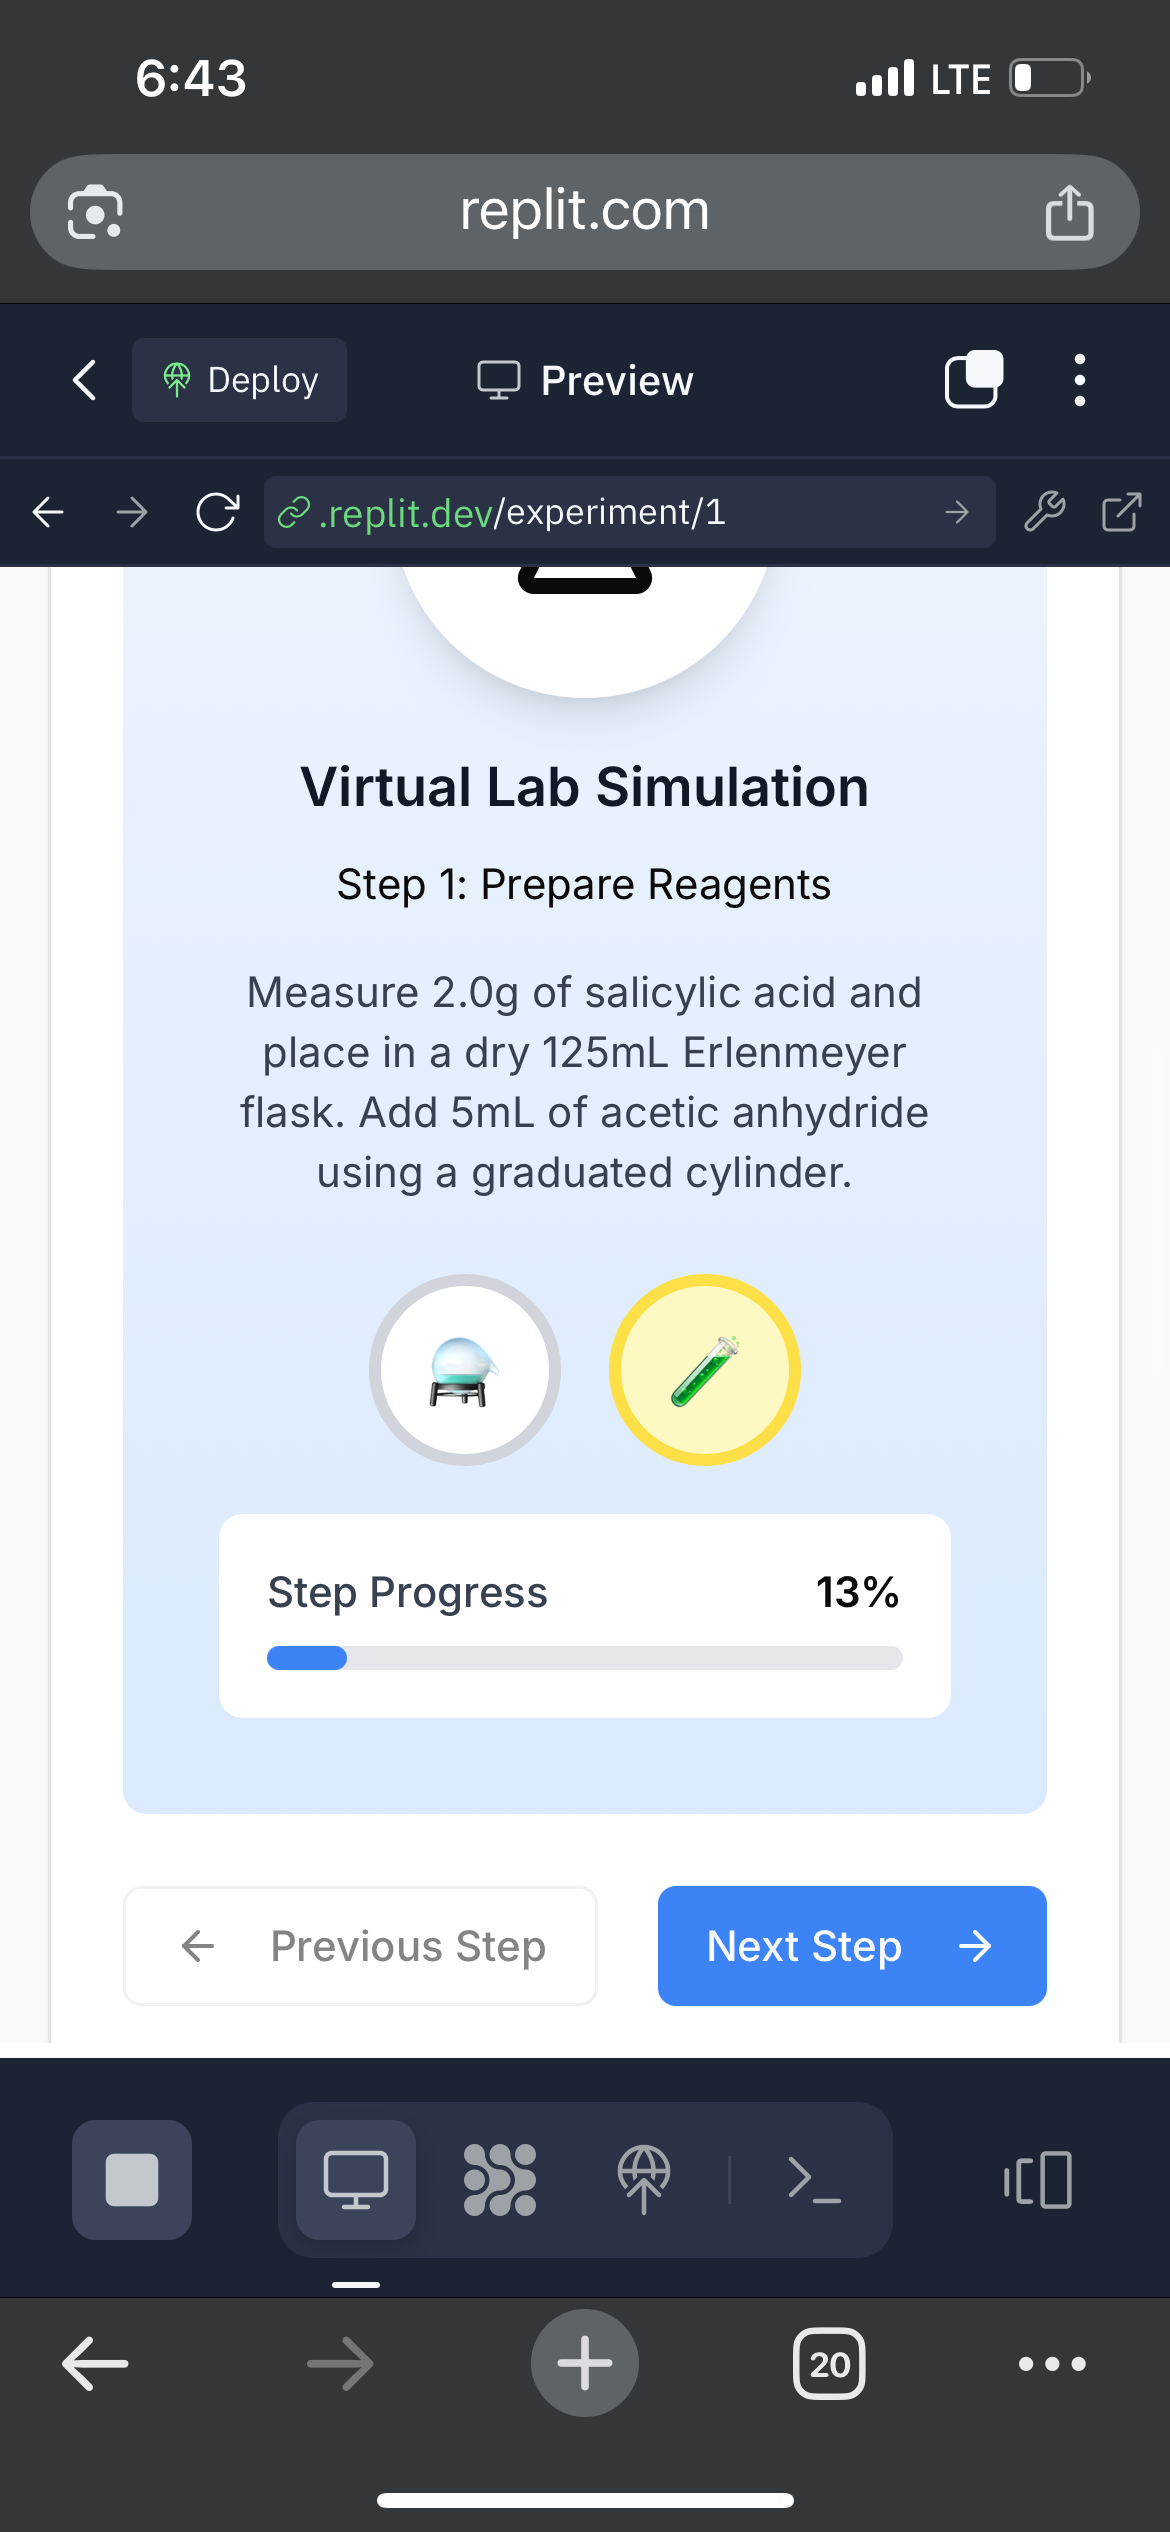 6:43
LTE
replit.com
Deploy
Preview
.replit.dev/experiment/1
Virtual Lab Simulation
Step 1: Prepare Reagents
Measure 2.0g of salicylic acid and
place in a dry 125mL Erlenmeyer
flask. Add 5mL of acetic anhydride
using a graduated cylinder.
Step Progress
13%
Previous Step
Next Step
20